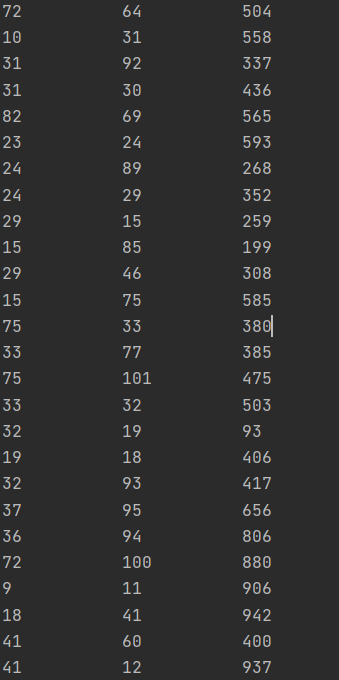 72 64 504
10 31 558
31 92 337
31 30 436
82 69 565
23 24 593
24 89 268
24 29 352
29 15 259
15 85 199
29 46 308
15 75 585
75 33 380
33 77 385
75 101 475
33 32 503
32 19 93
19 18 406
32 93 417
37 95 656
36 94 806
72 100 880
9 11 906
18 41 942
41 60 400
41 12 937